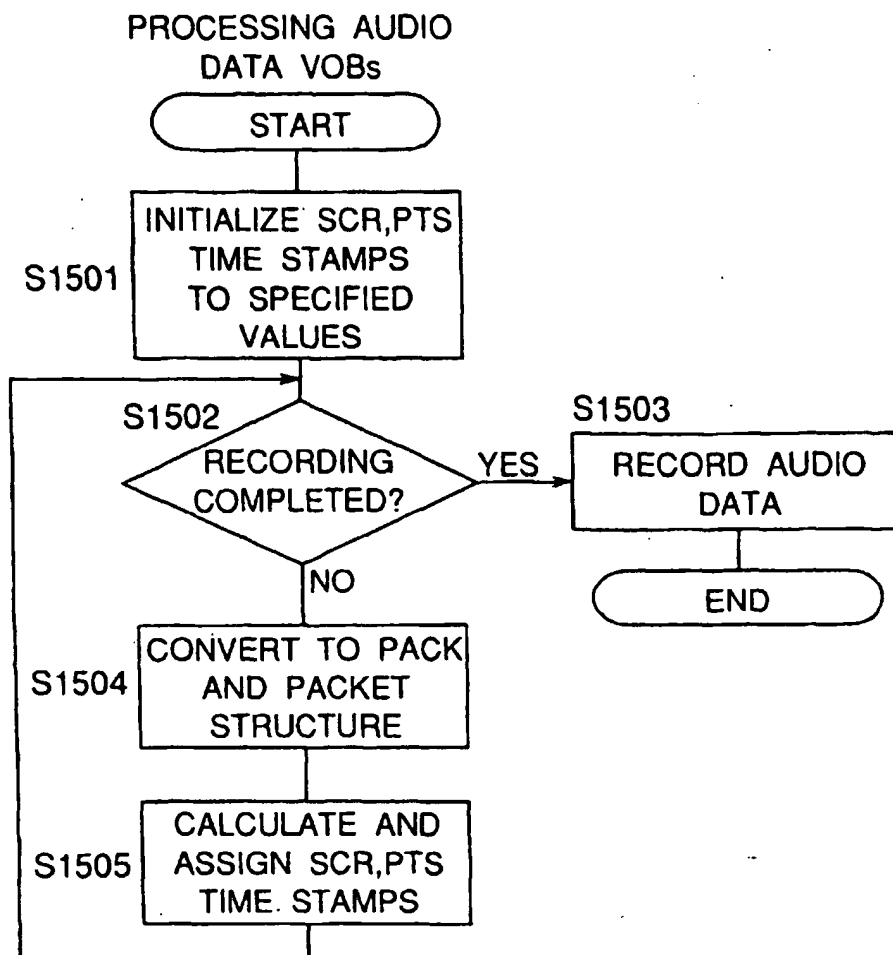 PROCESSING AUDIO
DATA VOBs
START
S1501
INITIALIZE SCR,PTS
TIME STAMPS
TO SPECIFIED
VALUES
S1502
RECORDING
COMPLETED?
YES
S1503
RECORD AUDIO
DATA
END
NO
S1504
CONVERT TO PACK
AND PACKET
STRUCTURE
S1505
CALCULATE AND
ASSIGN SCR,PTS
TIME. STAMPS